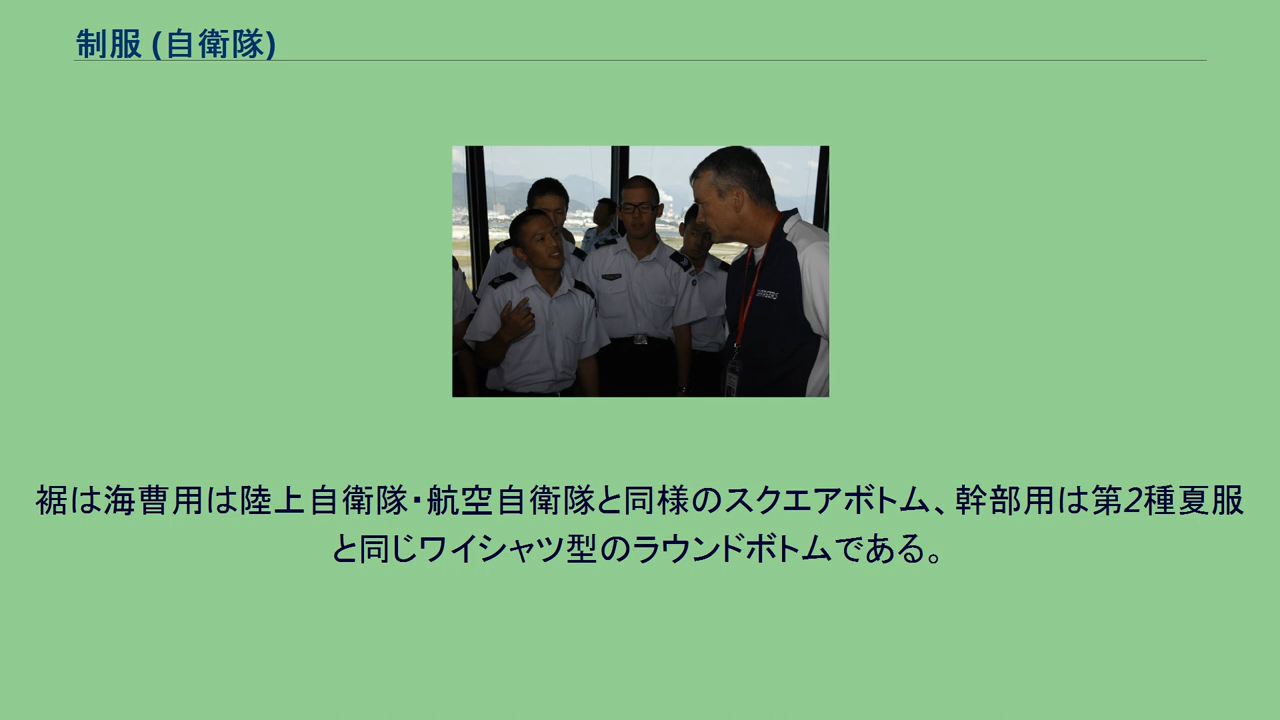 制服 (自衛隊)
裾は海曹用は陸上自衛隊・航空自衛隊と同様のスクエアボトム、幹部用は第2種夏服
と同じワイシャツ型のラウンドボトムである。